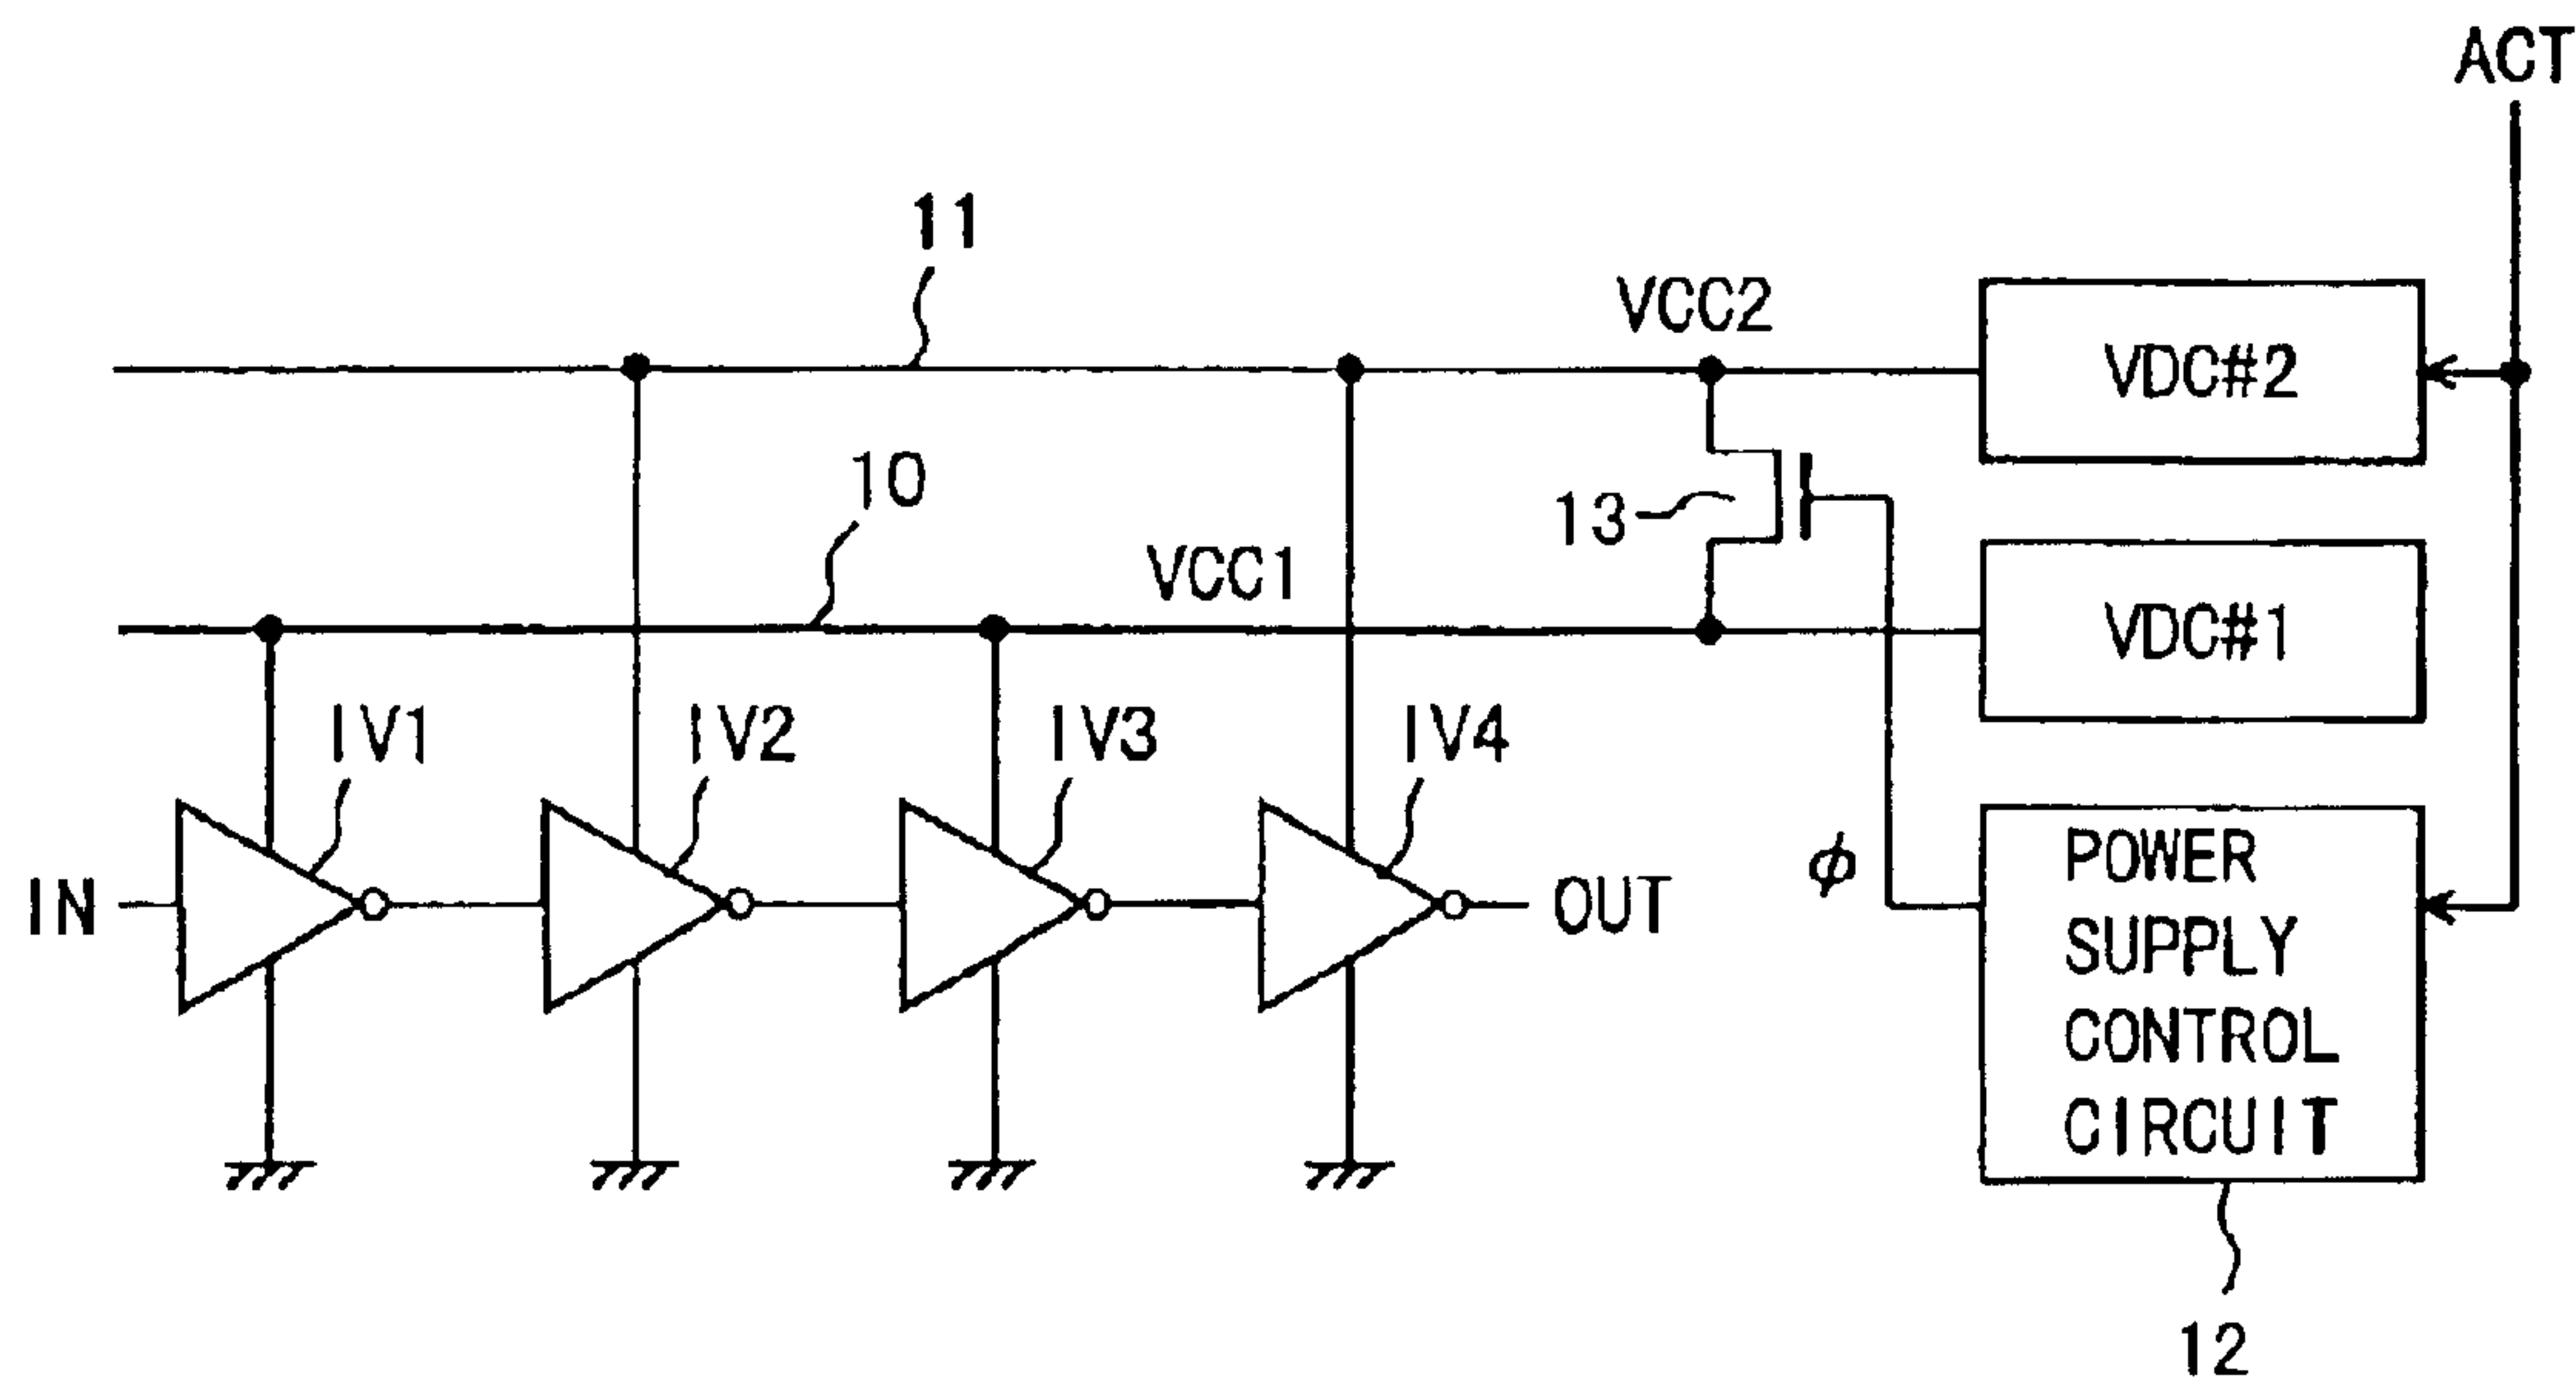 ACT
11
VCC2
VDC#2
10
13
VCC1
VDC#1
IV1
IV2
IV3
IV4
IN
OUT
φ
POWER
SUPPLY
CONTROL
CIRCUIT
12